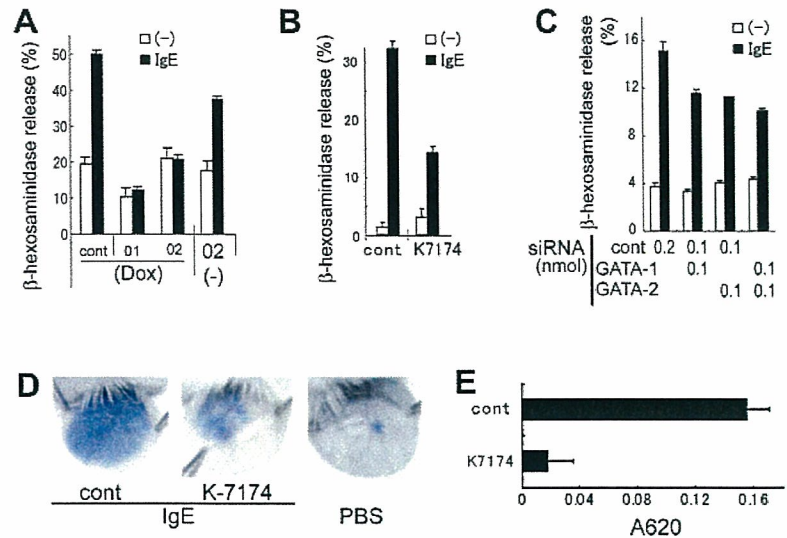 A
β-hexosaminidase release (%)
50
40
30
20
10
0
(-)
IgE
cont 01 02 02
(Dox) (-)
B
β-hexosaminidase release (%)
30
20
10
0
(-)
IgE
cont K7174
C
β-hexosaminidase release (%)
16
12
8
4
0
(-)
IgE
siRNA (nmol)
cont 0.2 0.1 0.1
GATA-1 0.1 0.1
GATA-2 0.1 0.1
D
cont K-7174
IgE PBS
E
cont
K7174
0 0.04 0.08 0.12 0.16
A620